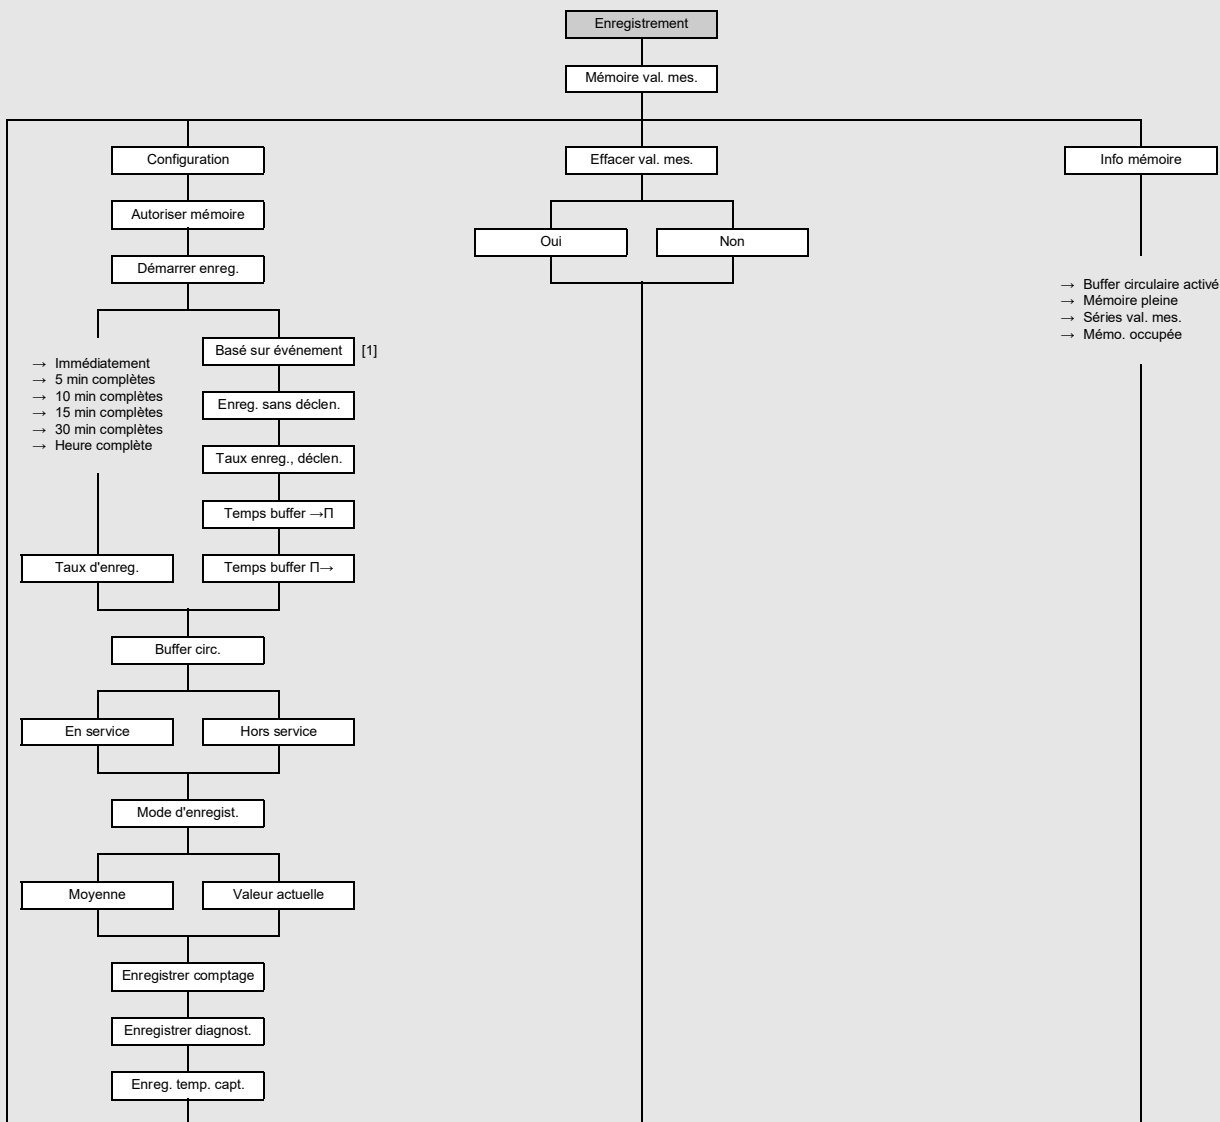 Enregistrement
Mémoire val. mes.
Configuration
Effacer val. mes.
Info mémoire
Autoriser mémoire
Oui
Non
Démarrer enreg.
→ Buffer circulaire activé
→ Mémoire pleine
→ Séries val. mes.
→ Mémo. occupée
→ Immédiatement
→ 5 min complètes
→ 10 min complètes
→ 15 min complètes
→ 30 min complètes
→ Heure complète
Basé sur événement [1]
Enreg. sans déclen.
Taux enreg., déclen.
Temps buffer →Π
Taux d'enreg.
Temps buffer Π→
Buffer circ.
En service
Hors service
Mode d'enregist.
Moyenne
Valeur actuelle
Enregistrer comptage
Enregistrer diagnost.
Enreg. temp. capt.